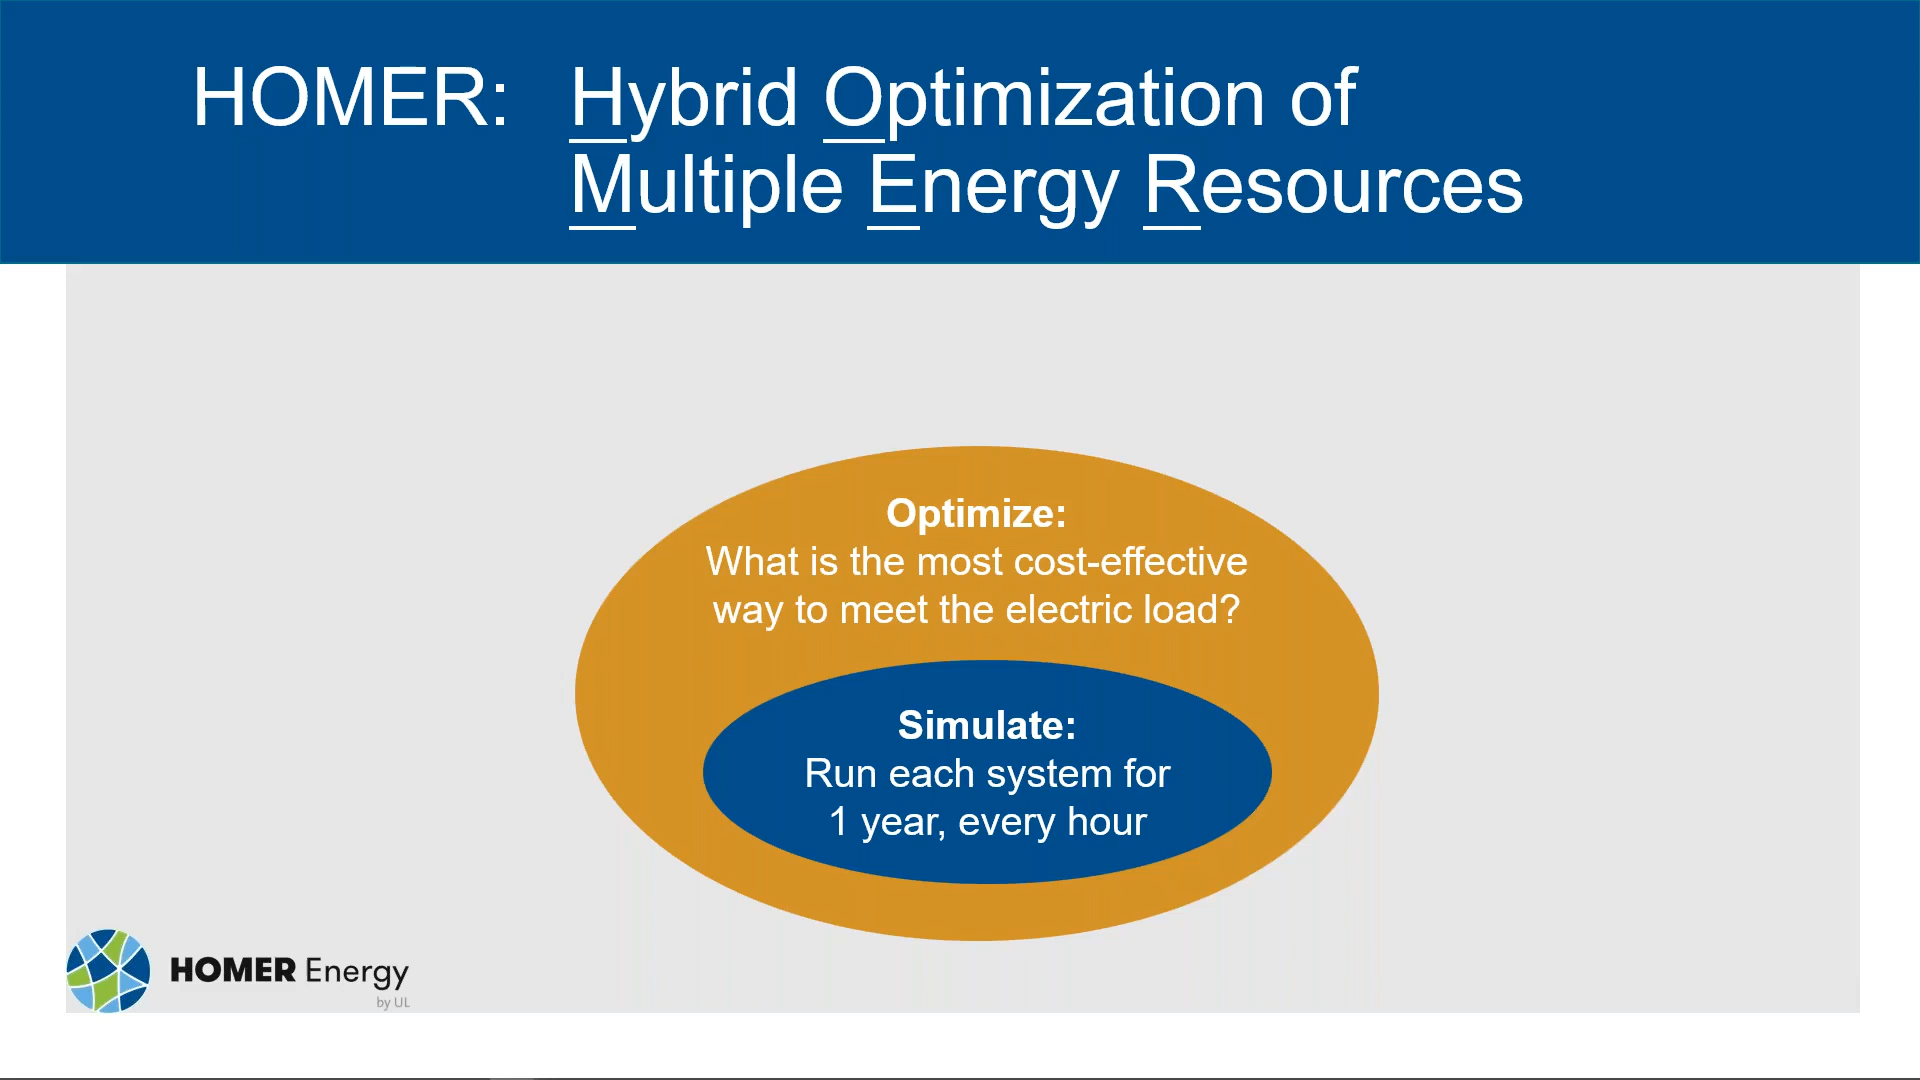 HOMER: Hybrid Optimization of
Multiple Energy Resources
Optimize:
What is the most cost-effective
way to meet the electric load?
Simulate:
Run each system for
1 year, every hour
HOMER Energy
by UL